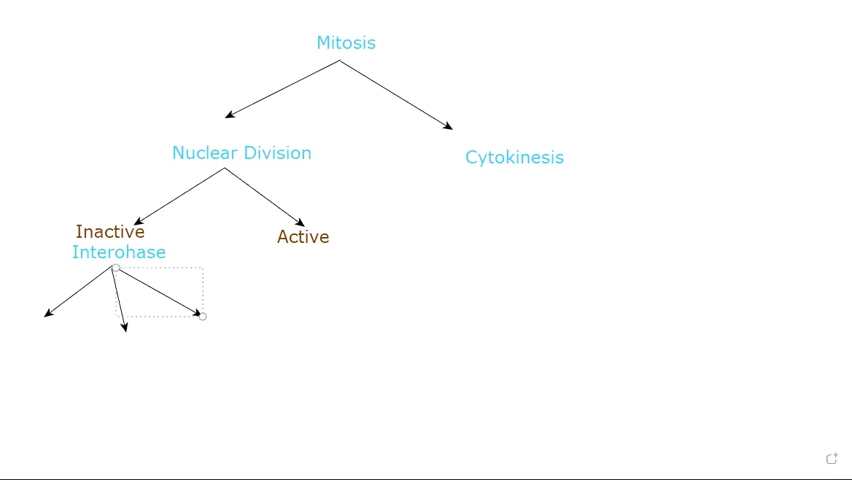 Mitosis
Nuclear Division
Cytokinesis
Inactive
Active
Interohase